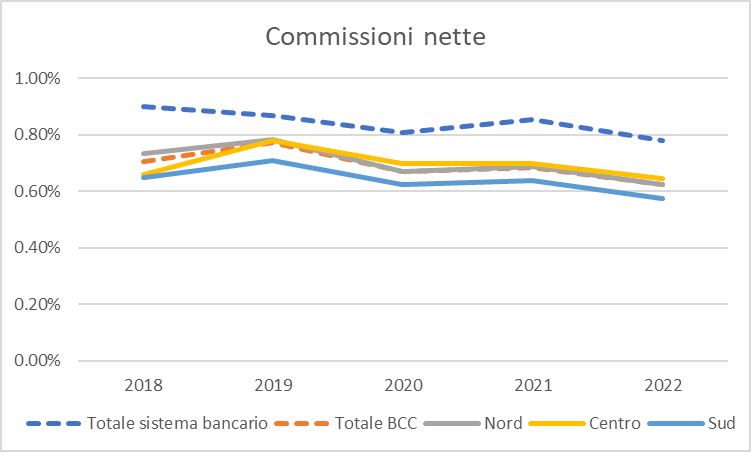 Commissioni nette
1.00%
0.80%
0.60%
0.40%
0.20%
0.00%
2018 2019 2020 2021 2022
Totale sistema bancario Totale BCC Nord Centro Sud